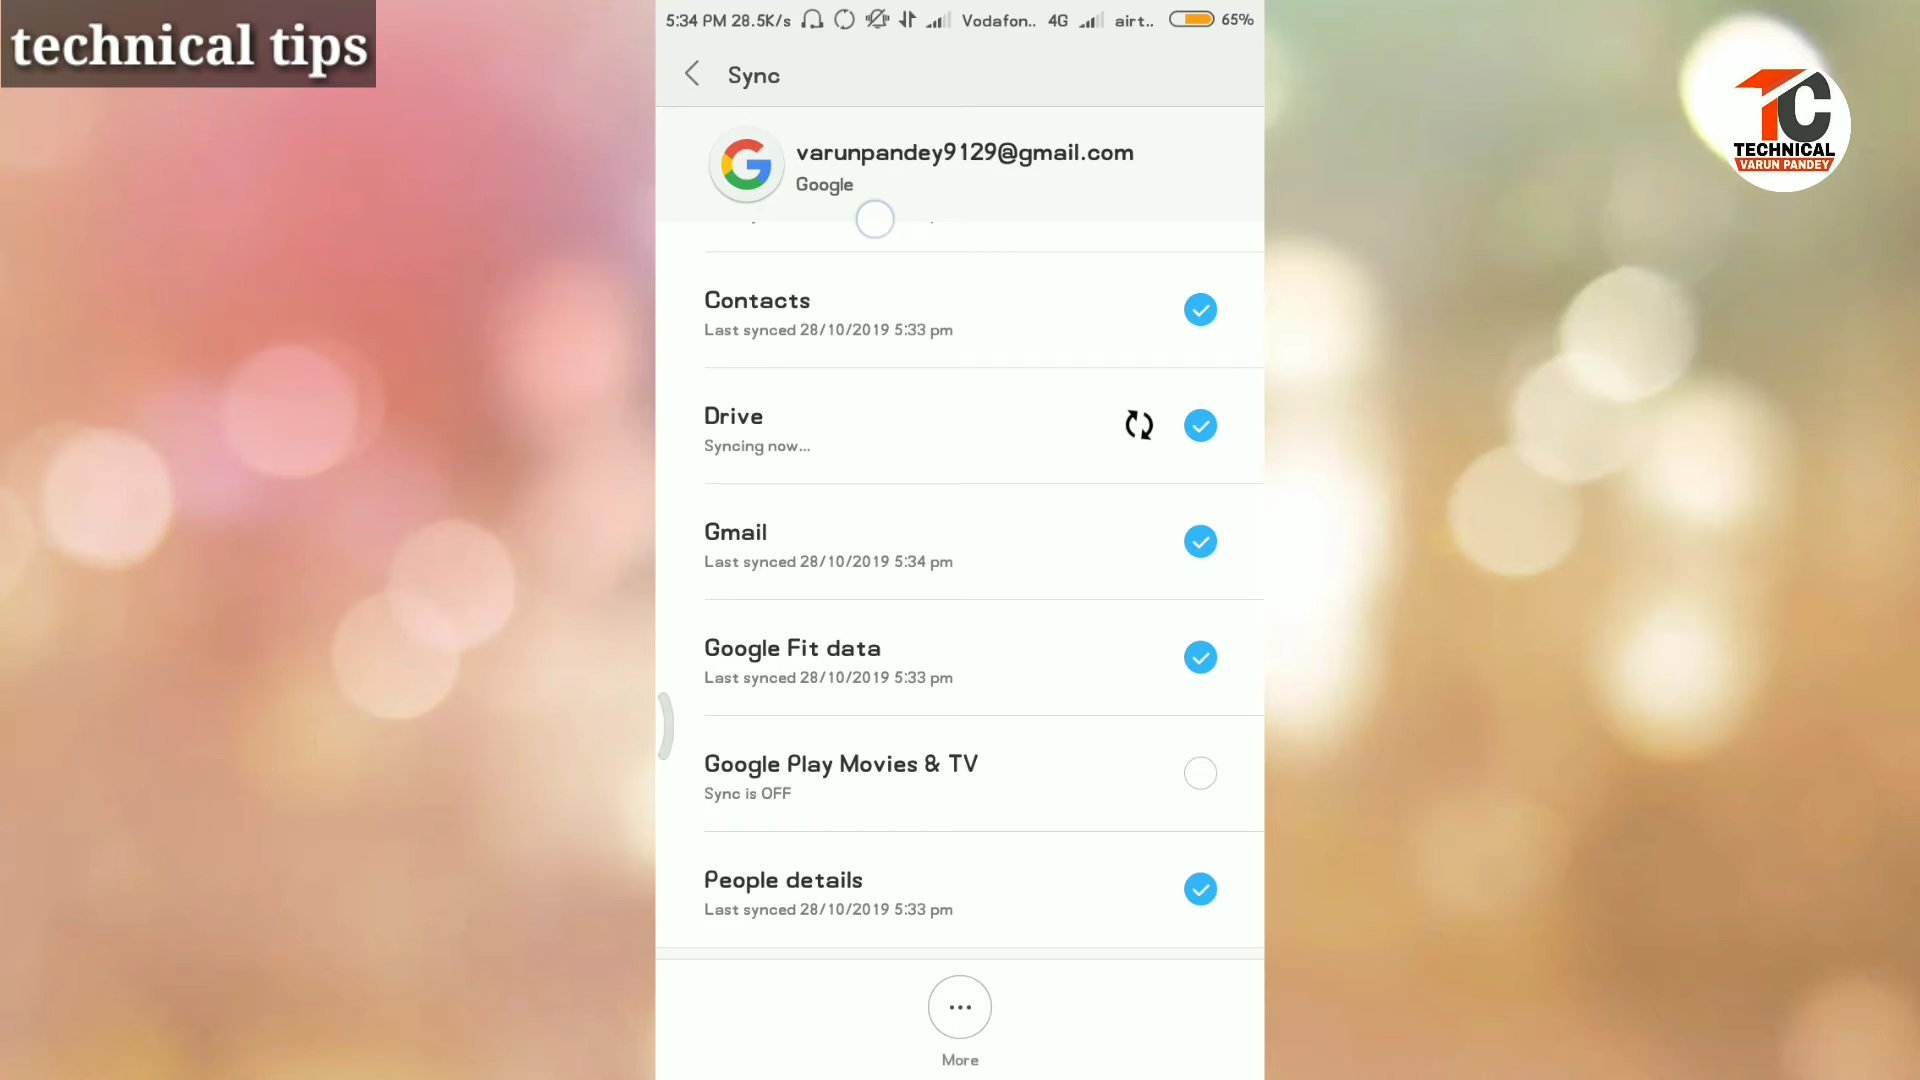 technical tips
5:34 PM 28.5K/s Vodafon.. 4G airt.. 65%
Sync
varunpandey9129@gmail.com
Google
Contacts
Last synced 28/10/2019 5:33 pm
Drive
Syncing now...
Gmail
Last synced 28/10/2019 5:34 pm
Google Fit data
Last synced 28/10/2019 5:33 pm
Google Play Movies & TV
Sync is OFF
People details
Last synced 28/10/2019 5:33 pm
More
TC
TECHNICAL
VARUN PANDEY